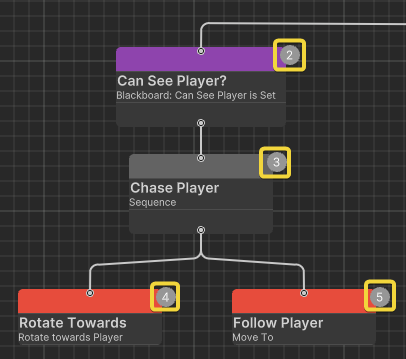 2
Can See Player?
Blackboard: Can See Player is Set
3
Chase Player
Sequence
4
Rotate Towards
Rotate towards Player
5
Follow Player
Move To